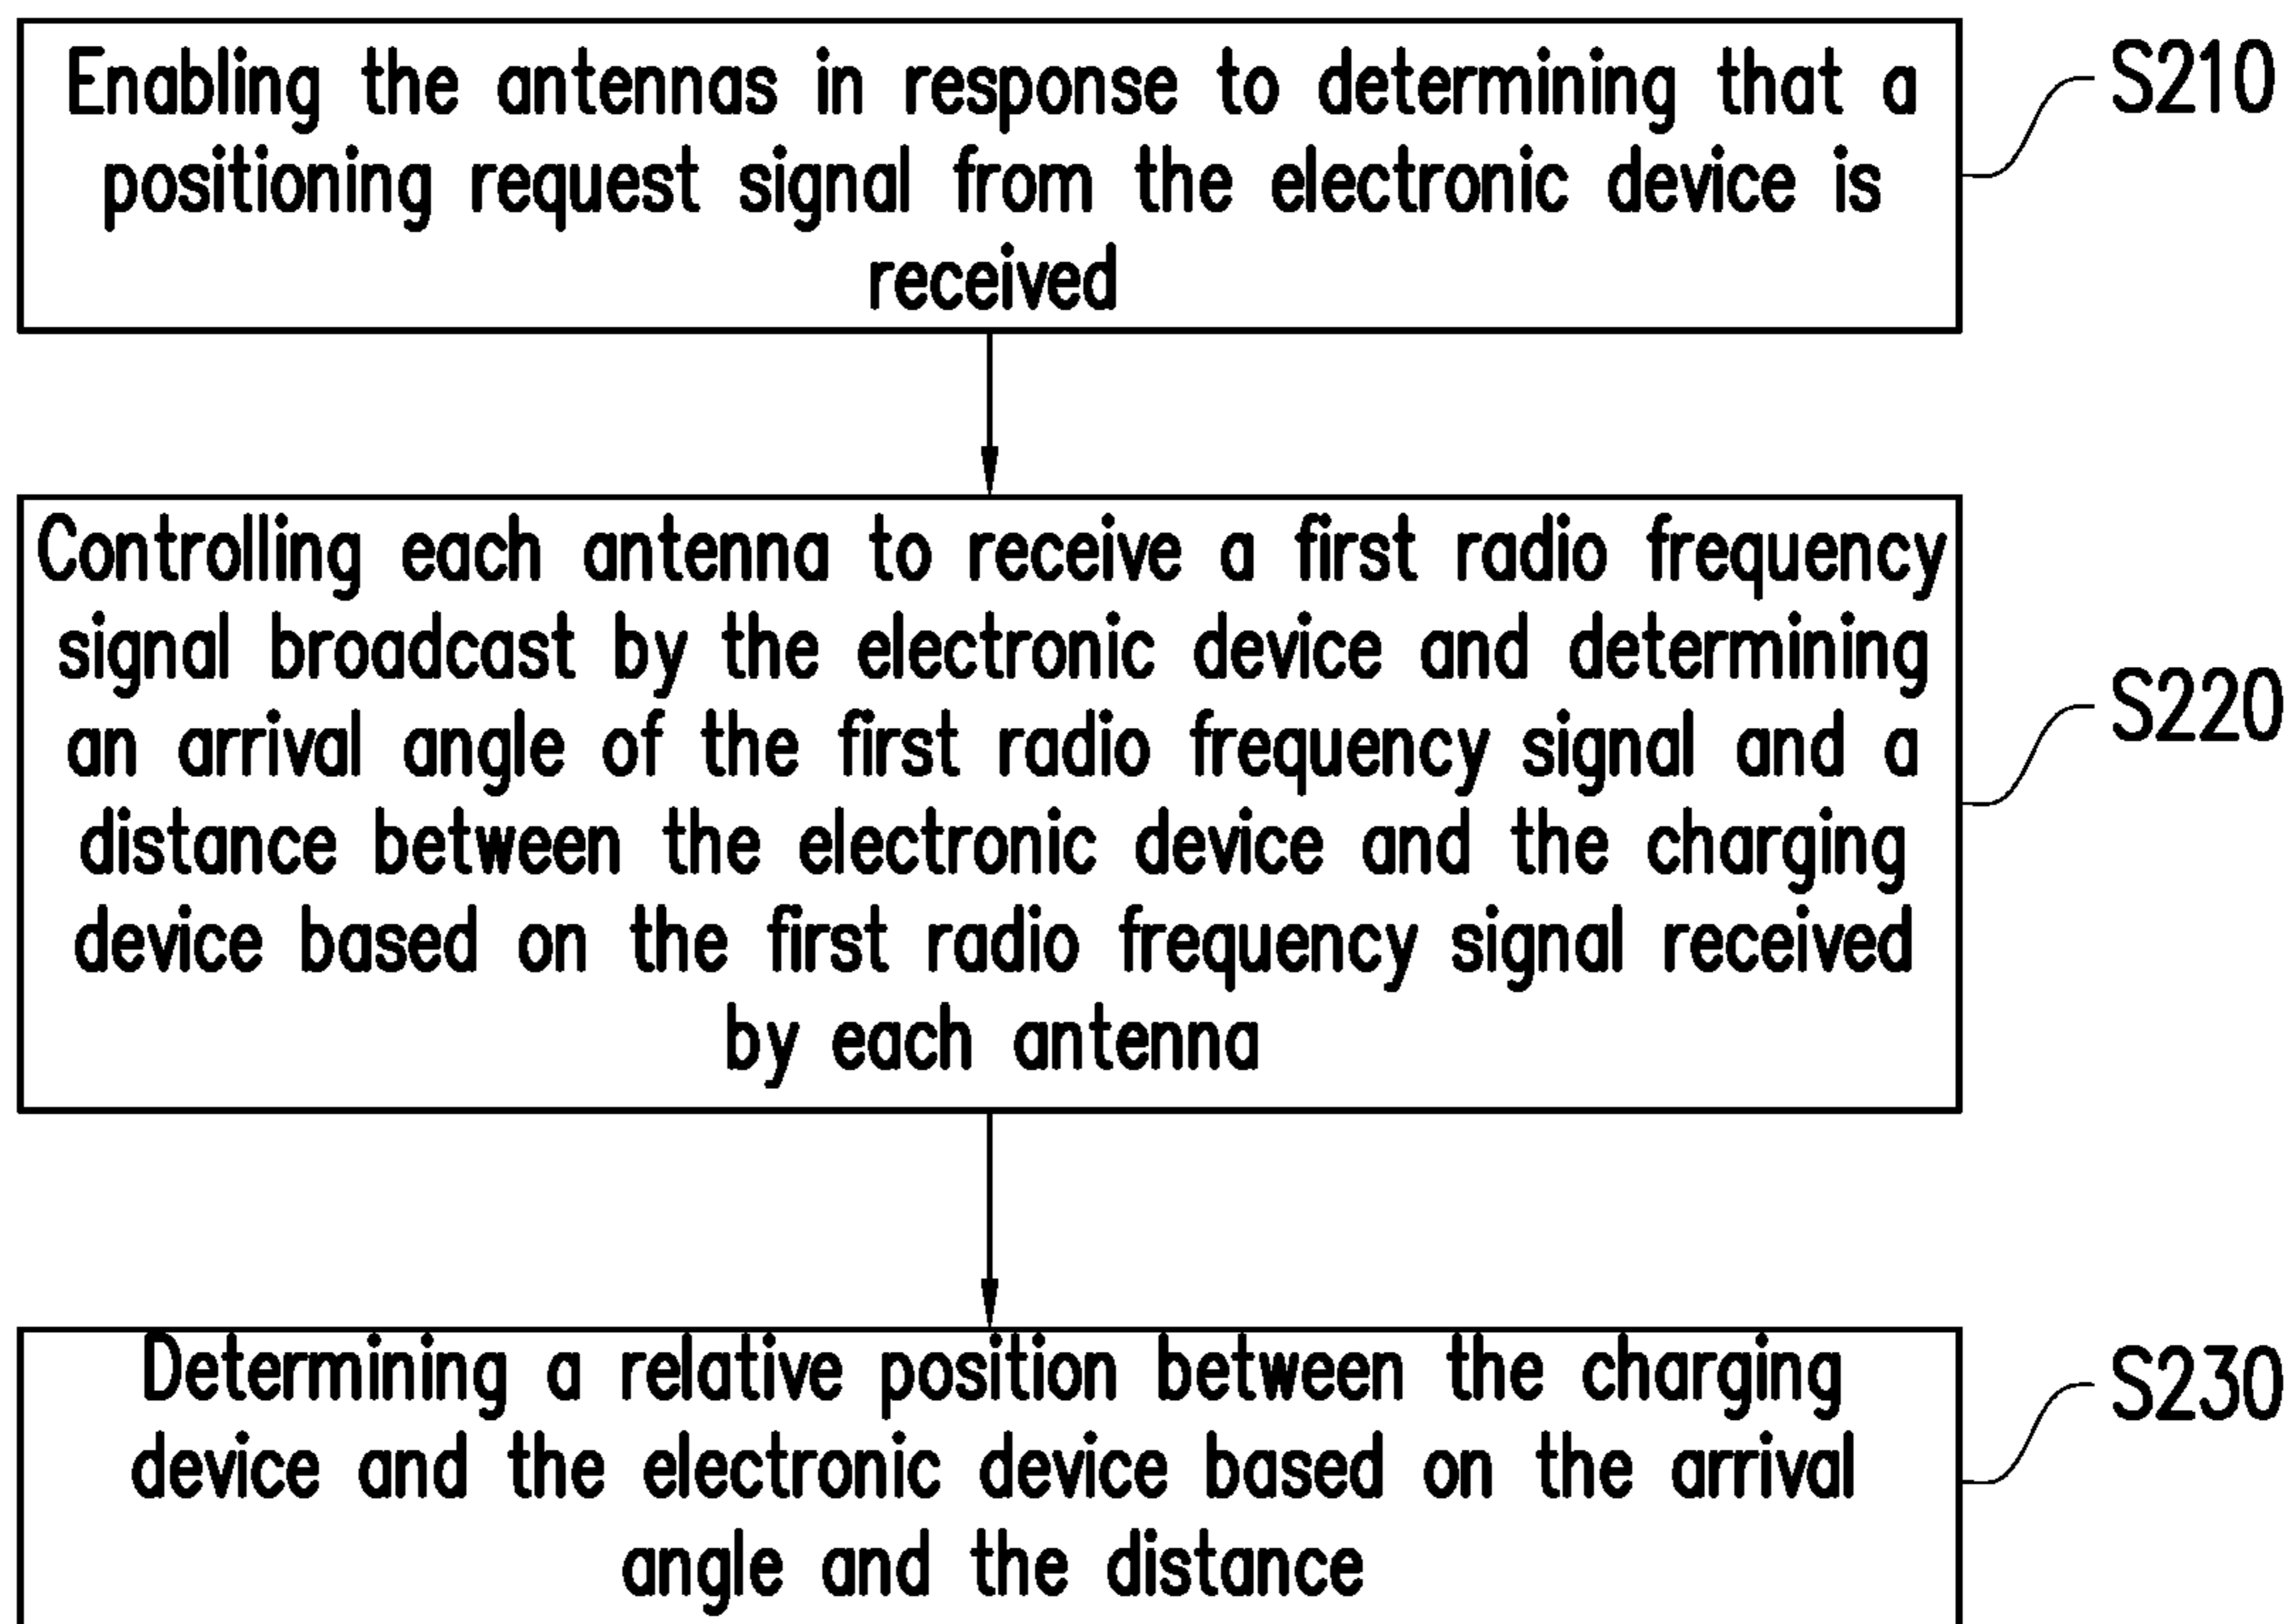 Enabling the antennas in response to determining that a
positioning request signal from the electronic device is
received
S210
Controlling each antenna to receive a first radio frequency
signal broadcast by the electronic device and determining
an arrival angle of the first radio frequency signal and a
distance between the electronic device and the charging
device based on the first radio frequency signal received
by each antenna
S220
Determining a relative position between the charging
device and the electronic device based on the arrival
angle and the distance
S230